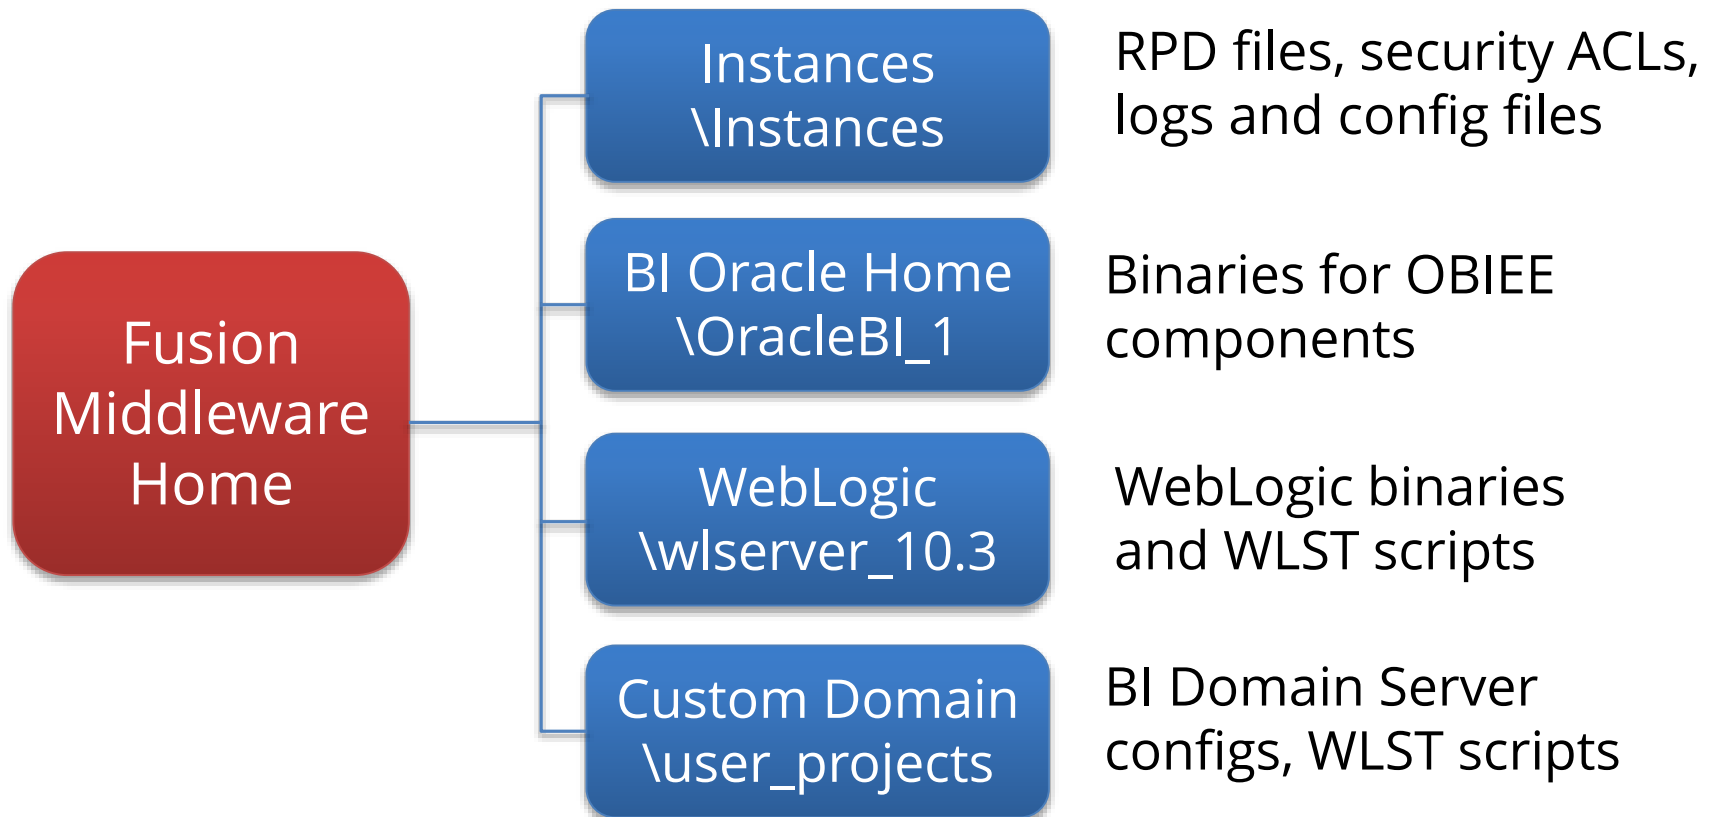 Fusion
Middleware
Home
Instances
\Instances
RPD files, security ACLs,
logs and config files
BI Oracle Home
\OracleBI_1
Binaries for OBIEE
components
WebLogic
\wlserver_10.3
WebLogic binaries
and WLST scripts
Custom Domain
\user_projects
BI Domain Server
configs, WLST scripts